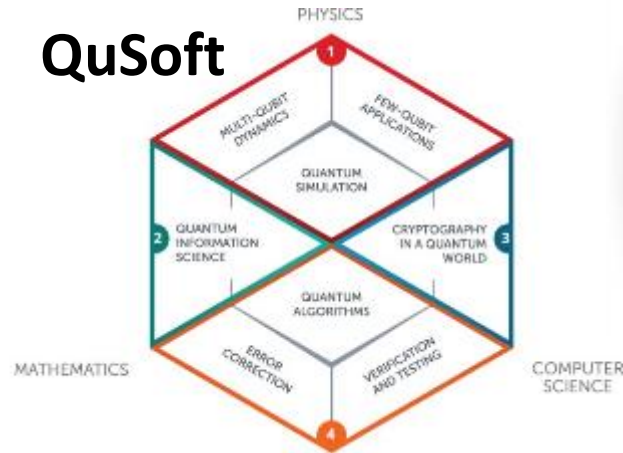 PHYSICS
QuSoft
1
MULTI-QUBIT
DYNAMICS
FEW-QUBIT
APPLICATIONS
QUANTUM
SIMULATION
2
QUANTUM
INFORMATION
SCIENCE
CRYPTOGRAPHY
IN A QUANTUM
WORLD
3
QUANTUM
ALGORITHMS
ERROR
CORRECTION
VERIFICATION
AND TESTING
MATHEMATICS
COMPUTER
SCIENCE
4